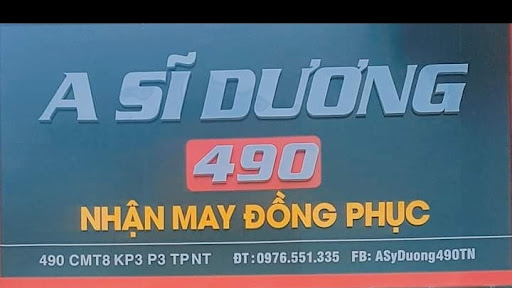 A SĨ DƯƠNG
490
NHẬN MAY ĐỒNG PHỤC
490 CMT8 KP3 P3 TPNT ĐT:0976.551.335 FB: ASyDuong490TN